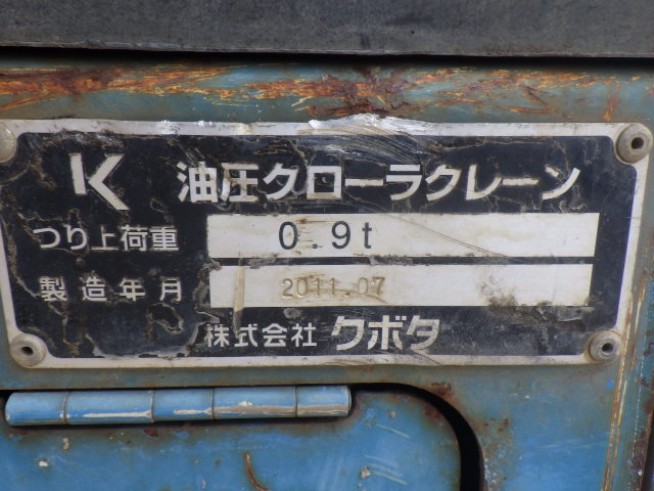 K 油圧クローラクレーン
つり上荷重 0.9t
製造年月 2011.07
株式会社 クボタ